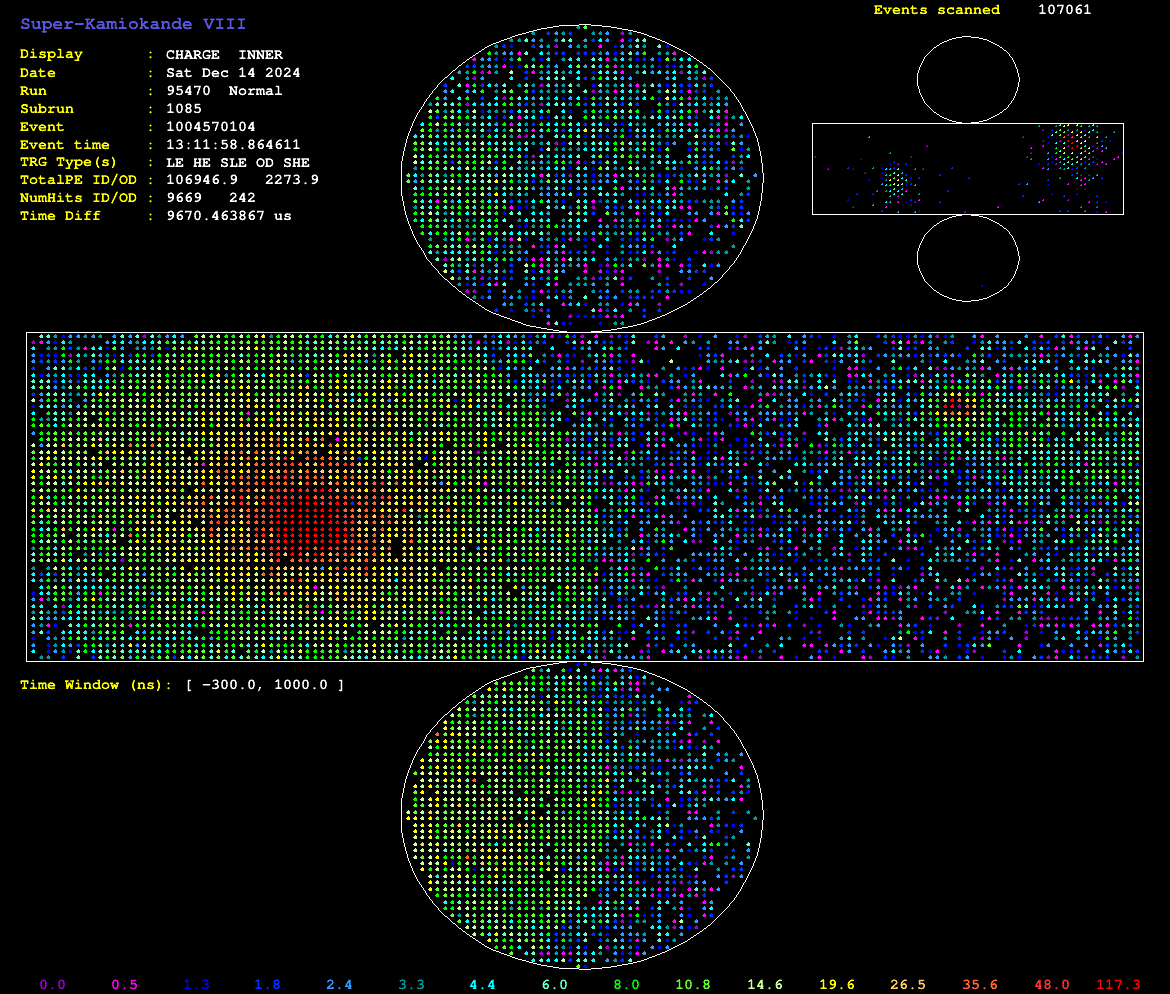 Super-Kamiokande VIII
Events scanned 107061
Display : CHARGE INNER
Date : Sat Dec 14 2024
Run : 95470 Normal
Subrun : 1085
Event : 1004570104
Event time : 13:11:58.864611
TRG Type(s) : LE HE SLE OD SHE
TotalPE ID/OD : 106946.9 2273.9
NumHits ID/OD : 9669 242
Time Diff : 9670.463867 us
Time Window (ns): [ −300.0, 1000.0 ]
0.0 0.5 1.3 1.8 2.4 3.3 4.4 6.0 8.0 10.8 14.6 19.6 26.5 35.6 48.0 117.3